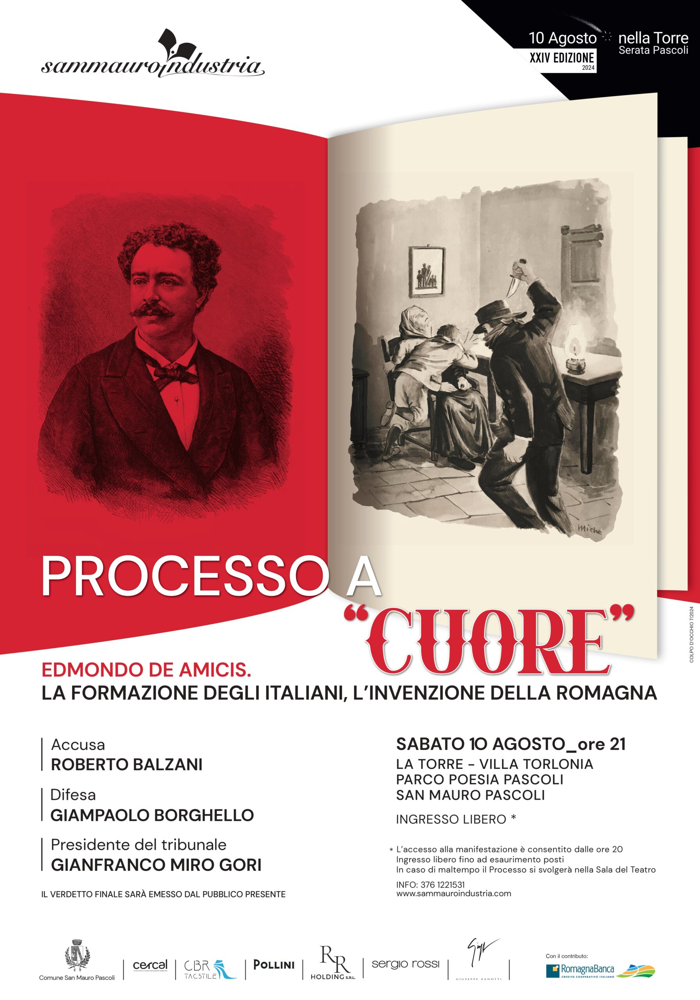 sammauroindustria
10 Agosto nella Torre
Serata Pascoli
XXIV EDIZIONE
2024
Miche
PROCESSO A
“CUORE”
COLPO D'OCCHIO 7/2024
EDMONDO DE AMICIS.
LA FORMAZIONE DEGLI ITALIANI, L'INVENZIONE DELLA ROMAGNA
Accusa
ROBERTO BALZANI
Difesa
GIAMPAOLO BORGHELLO
Presidente del tribunale
GIANFRANCO MIRO GORI
IL VERDETTO FINALE SARÀ EMESSO DAL PUBBLICO PRESENTE
SABATO 10 AGOSTO_ore 21
LA TORRE – VILLA TORLONIA
PARCO POESIA PASCOLI
SAN MAURO PASCOLI
INGRESSO LIBERO *
* L'accesso alla manifestazione è consentito dalle ore 20
Ingresso libero fino ad esaurimento posti
In caso di maltempo il Processo si svolgerà nella Sala del Teatro
INFO: 376 1221531
www.sammauroindustria.com
Comune San Mauro Pascoli
cercal
CBR
TACSTILE
POLLINI
RR
HOLDING S.R.L.
sergio rossi
GIUSEPPE ZANOTTI
Con il contributo:
RomagnaBanca
CREDITO COOPERATIVO ITALIANO